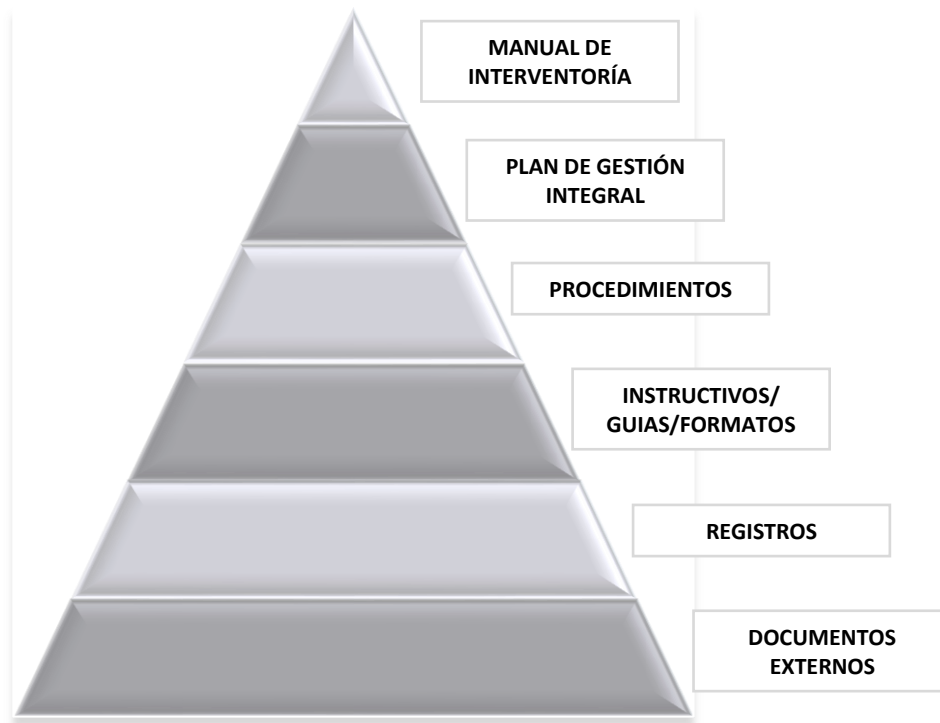 MANUAL DE
INTERVENTORÍA
PLAN DE GESTIÓN
INTEGRAL
PROCEDIMIENTOS
INSTRUCTIVOS/
GUIAS/FORMATOS
REGISTROS
DOCUMENTOS
EXTERNOS